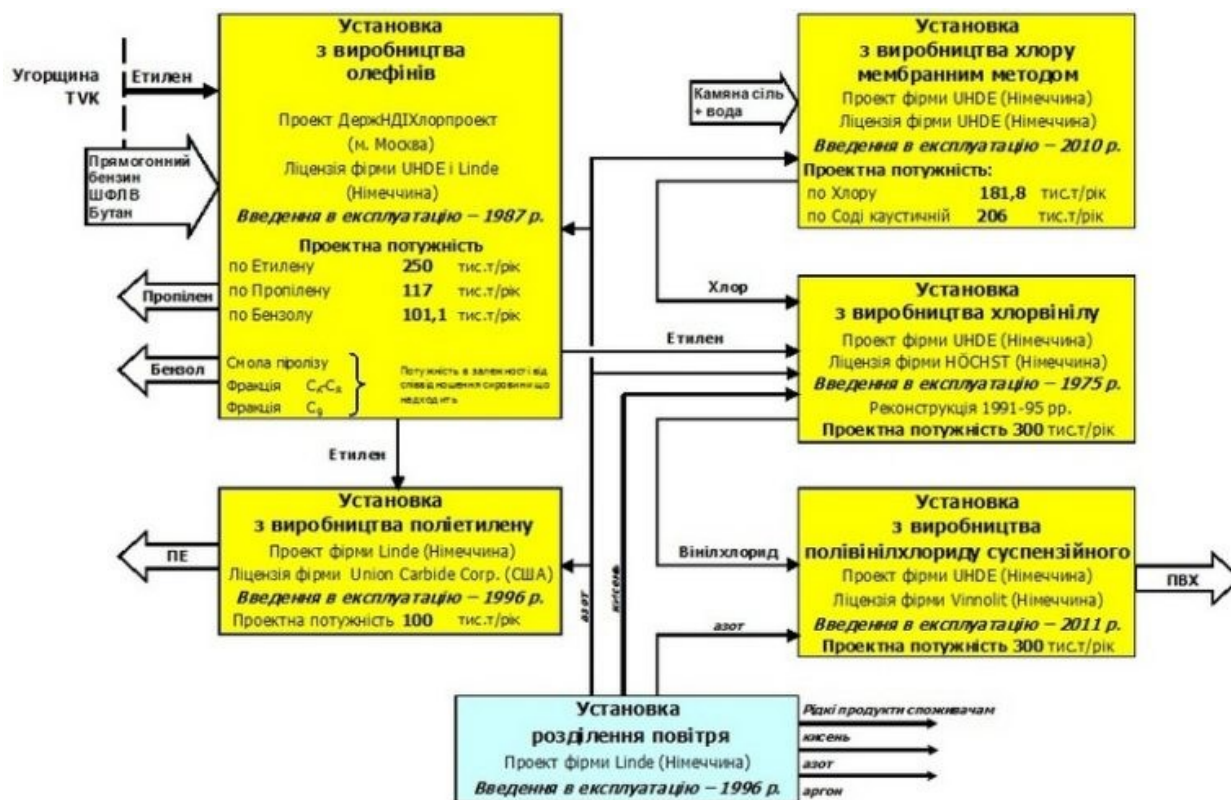 Угорщина
TVK
Етилен
Прямогонний
бензин
ШФЛВ
Бутан
Установка
з виробництва
олефінів
Проект ДержНДІХлорпроект
(м. Москва)
Ліцензія фірми UHDE і Linde
(Німеччина)
Введення в експлуатацію – 1987 р.
Проектна потужність
по Етилену 250 тис.т/рік
по Пропілену 117 тис.т/рік
по Бензолу 101,1 тис.т/рік
Смола піролізу
Фракція
Фракція C9
Потужність в залежності від
співвідношення сировини що
надходить
Пропілен
Бензол
Етилен
Установка
з виробництва поліетилену
Проект фірми Linde (Німеччина)
Ліцензія фірми Union Carbide Corp. (США)
Введення в експлуатацію – 1996 р.
Проектна потужність 100 тис.т/рік
ПЕ
Камяна сіль
+ вода
Установка
з виробництва хлору
мембранним методом
Проект фірми UHDE (Німеччина)
Ліцензія фірми UHDE (Німеччина)
Введення в експлуатацію – 2010 р.
Проектна потужність:
по Хлору 181,8 тис.т/рік
по Соді каустичній 206 тис.т/рік
Хлор
Етилен
Установка
з виробництва хлорвінілу
Проект фірми UHDE (Німеччина)
Ліцензія фірми HÖCHST (Німеччина)
Введення в експлуатацію – 1975 р.
Реконструкція 1991-95 рр.
Проектна потужність 300 тис.т/рік
Вінілхлорид
азот
кисень
азот
Установка
з виробництва
полівінілхлориду суспензійного
Проект фірми UHDE (Німеччина)
Ліцензія фірми Vinnolit (Німеччина)
Введення в експлуатацію – 2011 р.
Проектна потужність 300 тис.т/рік
ПВХ
Установка
розділення повітря
Проект фірми Linde (Німеччина)
Введення в експлуатацію – 1996 р.
Рідкі продукти споживачам
кисень
азот
аргон